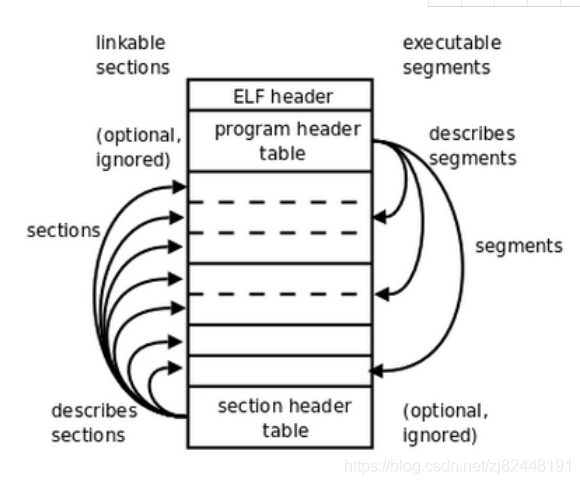 linkable
sections
executable
segments
ELF header
(optional,
ignored)
program header
table
describes
segments
sections
segments
describes
sections
section header
table
(optional,
ignored)
https://blog.csdn.net/zj82448191